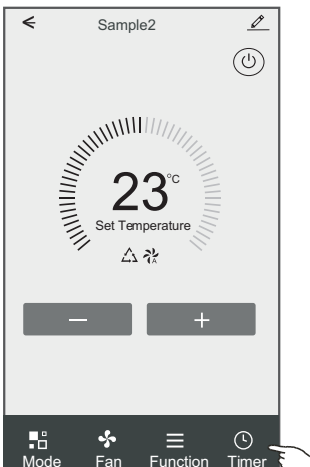 Sample2
23°C
Set Temperature
A
Mode Fan Function Timer